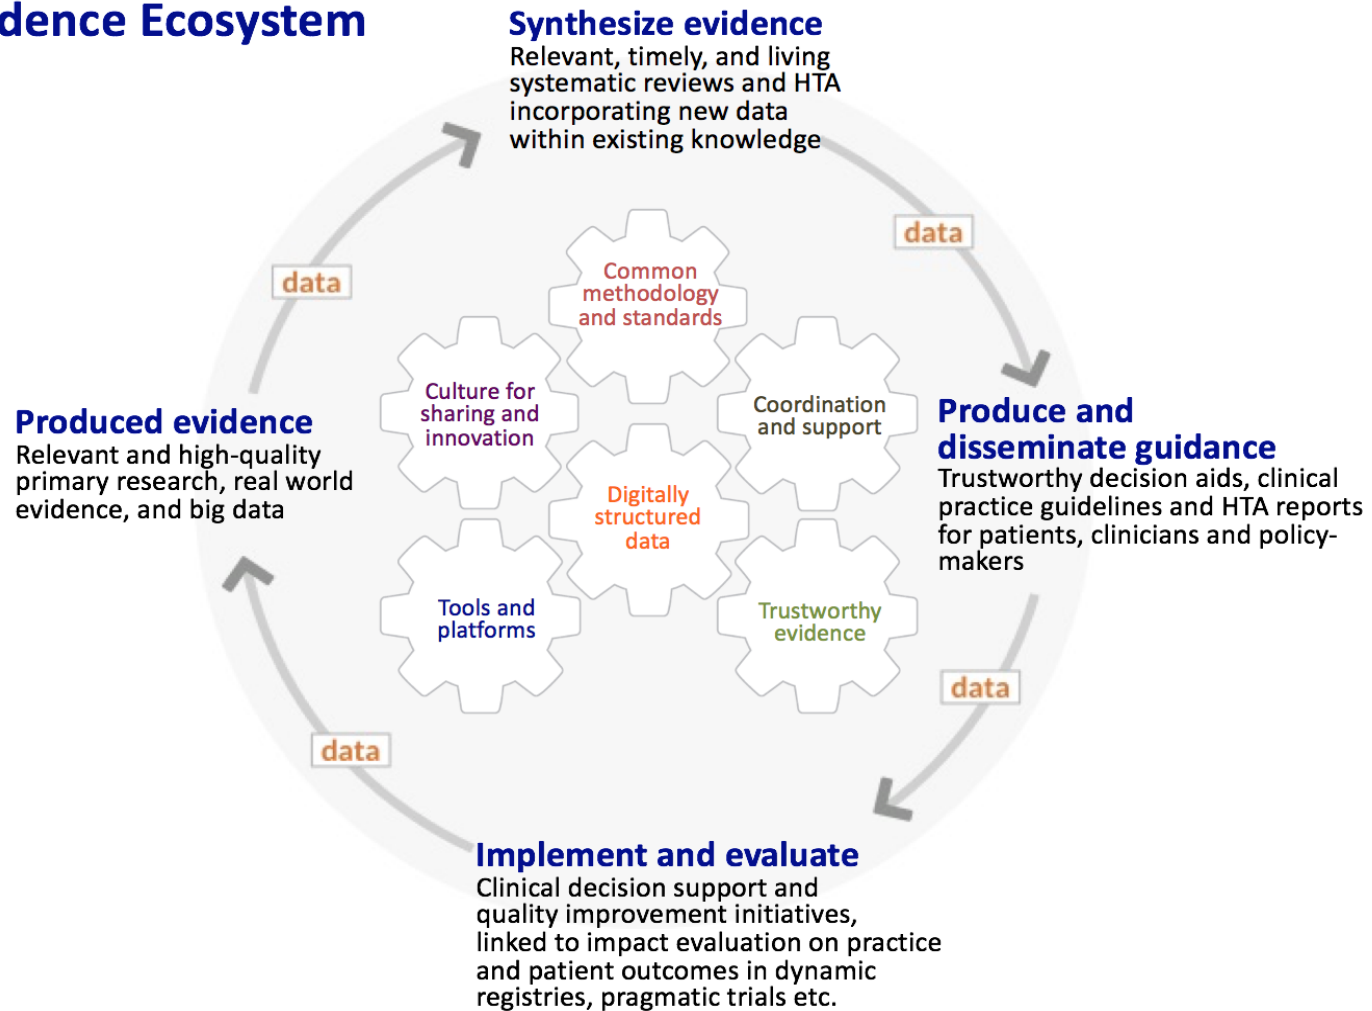 dence Ecosystem
Synthesize evidence
Relevant, timely, and living
systematic reviews and HTA
incorporating new data
within existing knowledge
data
data
Common
methodology
and standards
Culture for
sharing and
innovation
Coordination
and support
Digitally
structured
data
Tools and
platforms
Trustworthy
evidence
Produced evidence
Relevant and high-quality
primary research, real world
evidence, and big data
Produce and
disseminate guidance
Trustworthy decision aids, clinical
practice guidelines and HTA reports
for patients, clinicians and policy-
makers
data
data
Implement and evaluate
Clinical decision support and
quality improvement initiatives,
linked to impact evaluation on practice
and patient outcomes in dynamic
registries, pragmatic trials etc.